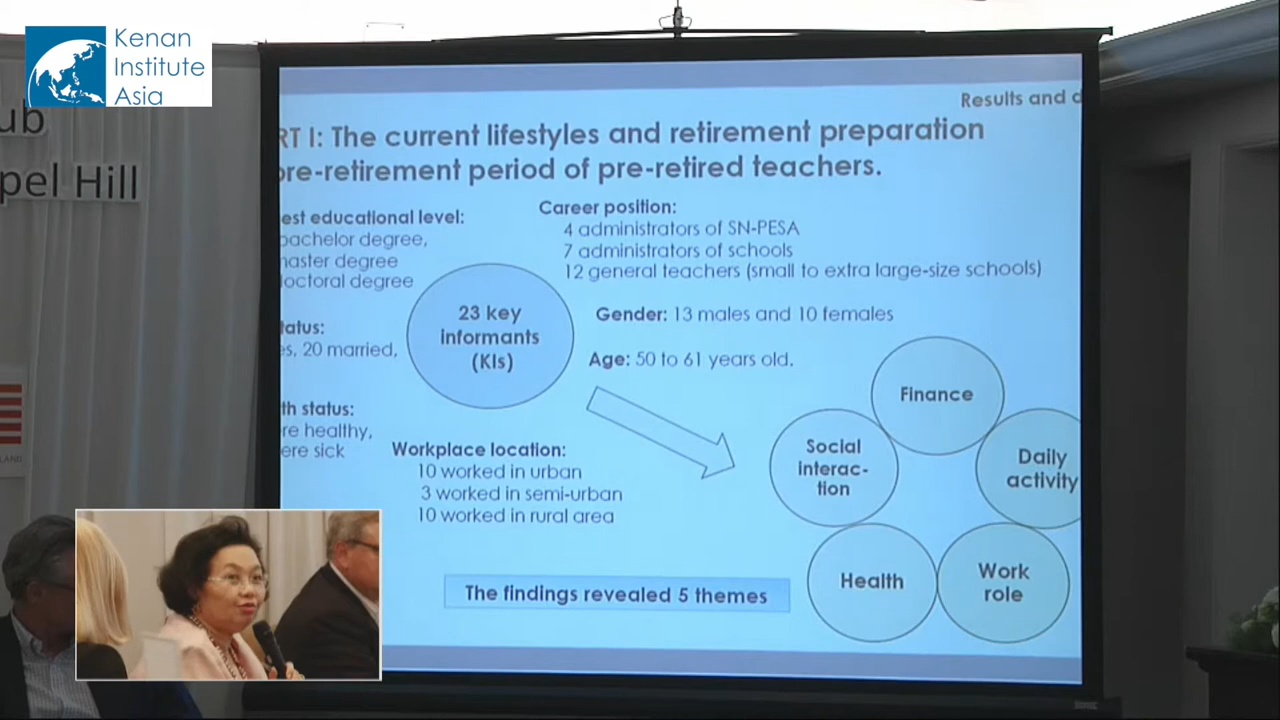 Kenan
Institute
Asia
ub
pel Hill
LAND
Results and d
RT I: The current lifestyles and retirement preparation
pre-retirement period of pre-retired teachers.
est educational level:
bachelor degree,
master degree
doctoral degree
Career position:
4 administrators of SN-PESA
7 administrators of schools
12 general teachers (small to extra large-size schools)
23 key
informants
(KIs)
Gender: 13 males and 10 females
tatus:
es, 20 married,
Age: 50 to 61 years old.
th status:
re healthy,
ere sick
Workplace location:
10 worked in urban
3 worked in semi-urban
10 worked in rural area
Finance
Social
interac-
tion
Daily
activity
Health
Work
role
The findings revealed 5 themes